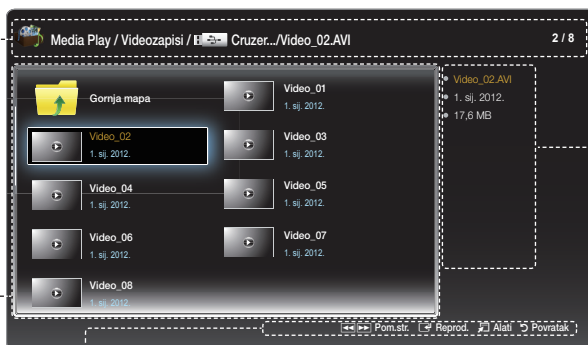 Media Play / Videozapisi / Cruzer.../Video_02.AVI
2 / 8
Gornja mapa
Video_01
1. sij. 2012.
Video_02
1. sij. 2012.
Video_03
1. sij. 2012.
Video_04
1. sij. 2012.
Video_05
1. sij. 2012.
Video_06
1. sij. 2012.
Video_07
1. sij. 2012.
Video_08
1. sij. 2012.
Video_02.AVI
1. sij. 2012.
17,6 MB
Pom.str. Reprod. Alati Povratak